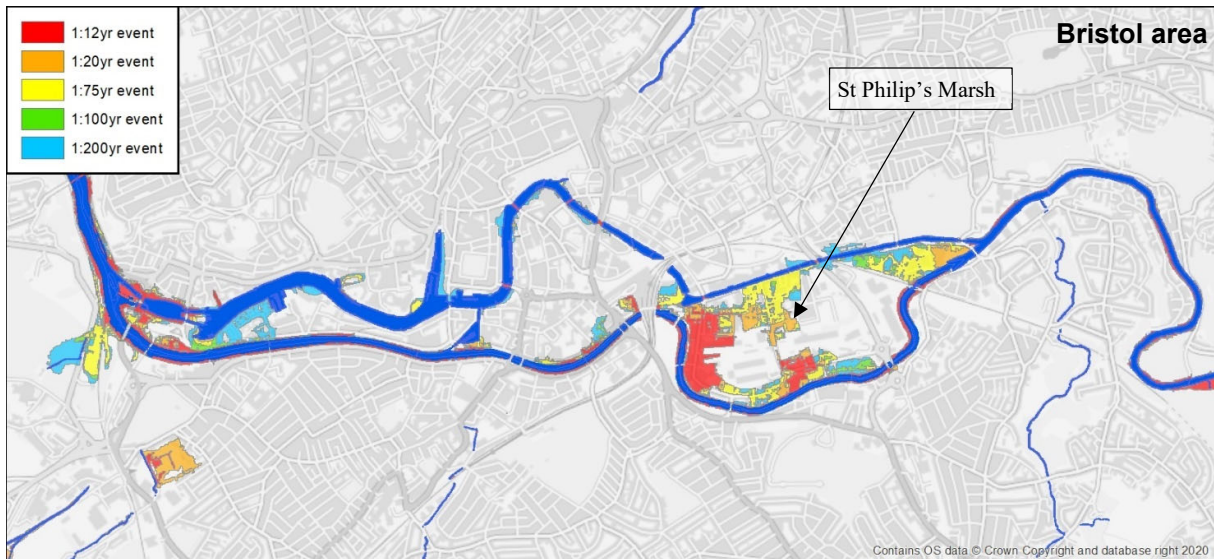 1:12yr event
1:20yr event
1:75yr event
1:100yr event
1:200yr event
Bristol area
St Philip's Marsh
Contains OS data © Crown Copyright and database right 2020